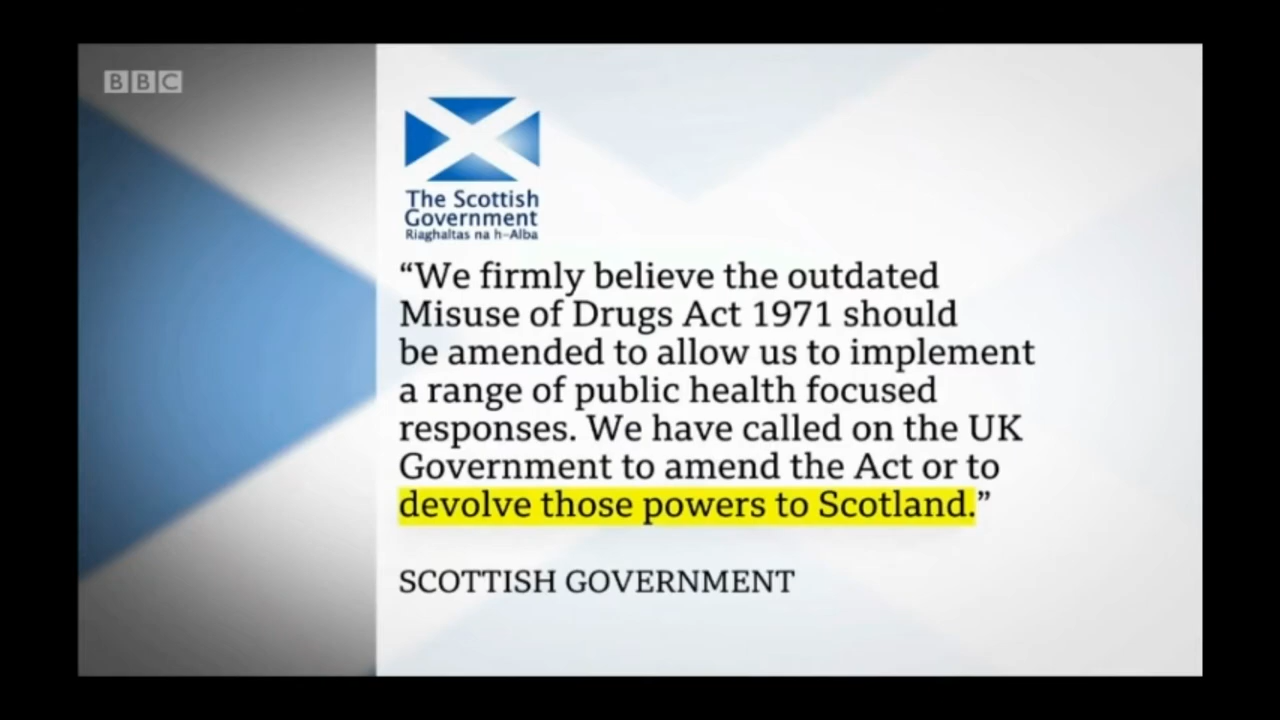 BBC
The Scottish
Government
Riaghaltas na h-Alba
“We firmly believe the outdated
Misuse of Drugs Act 1971 should
be amended to allow us to implement
a range of public health focused
responses. We have called on the UK
Government to amend the Act or to
devolve those powers to Scotland.”
SCOTTISH GOVERNMENT